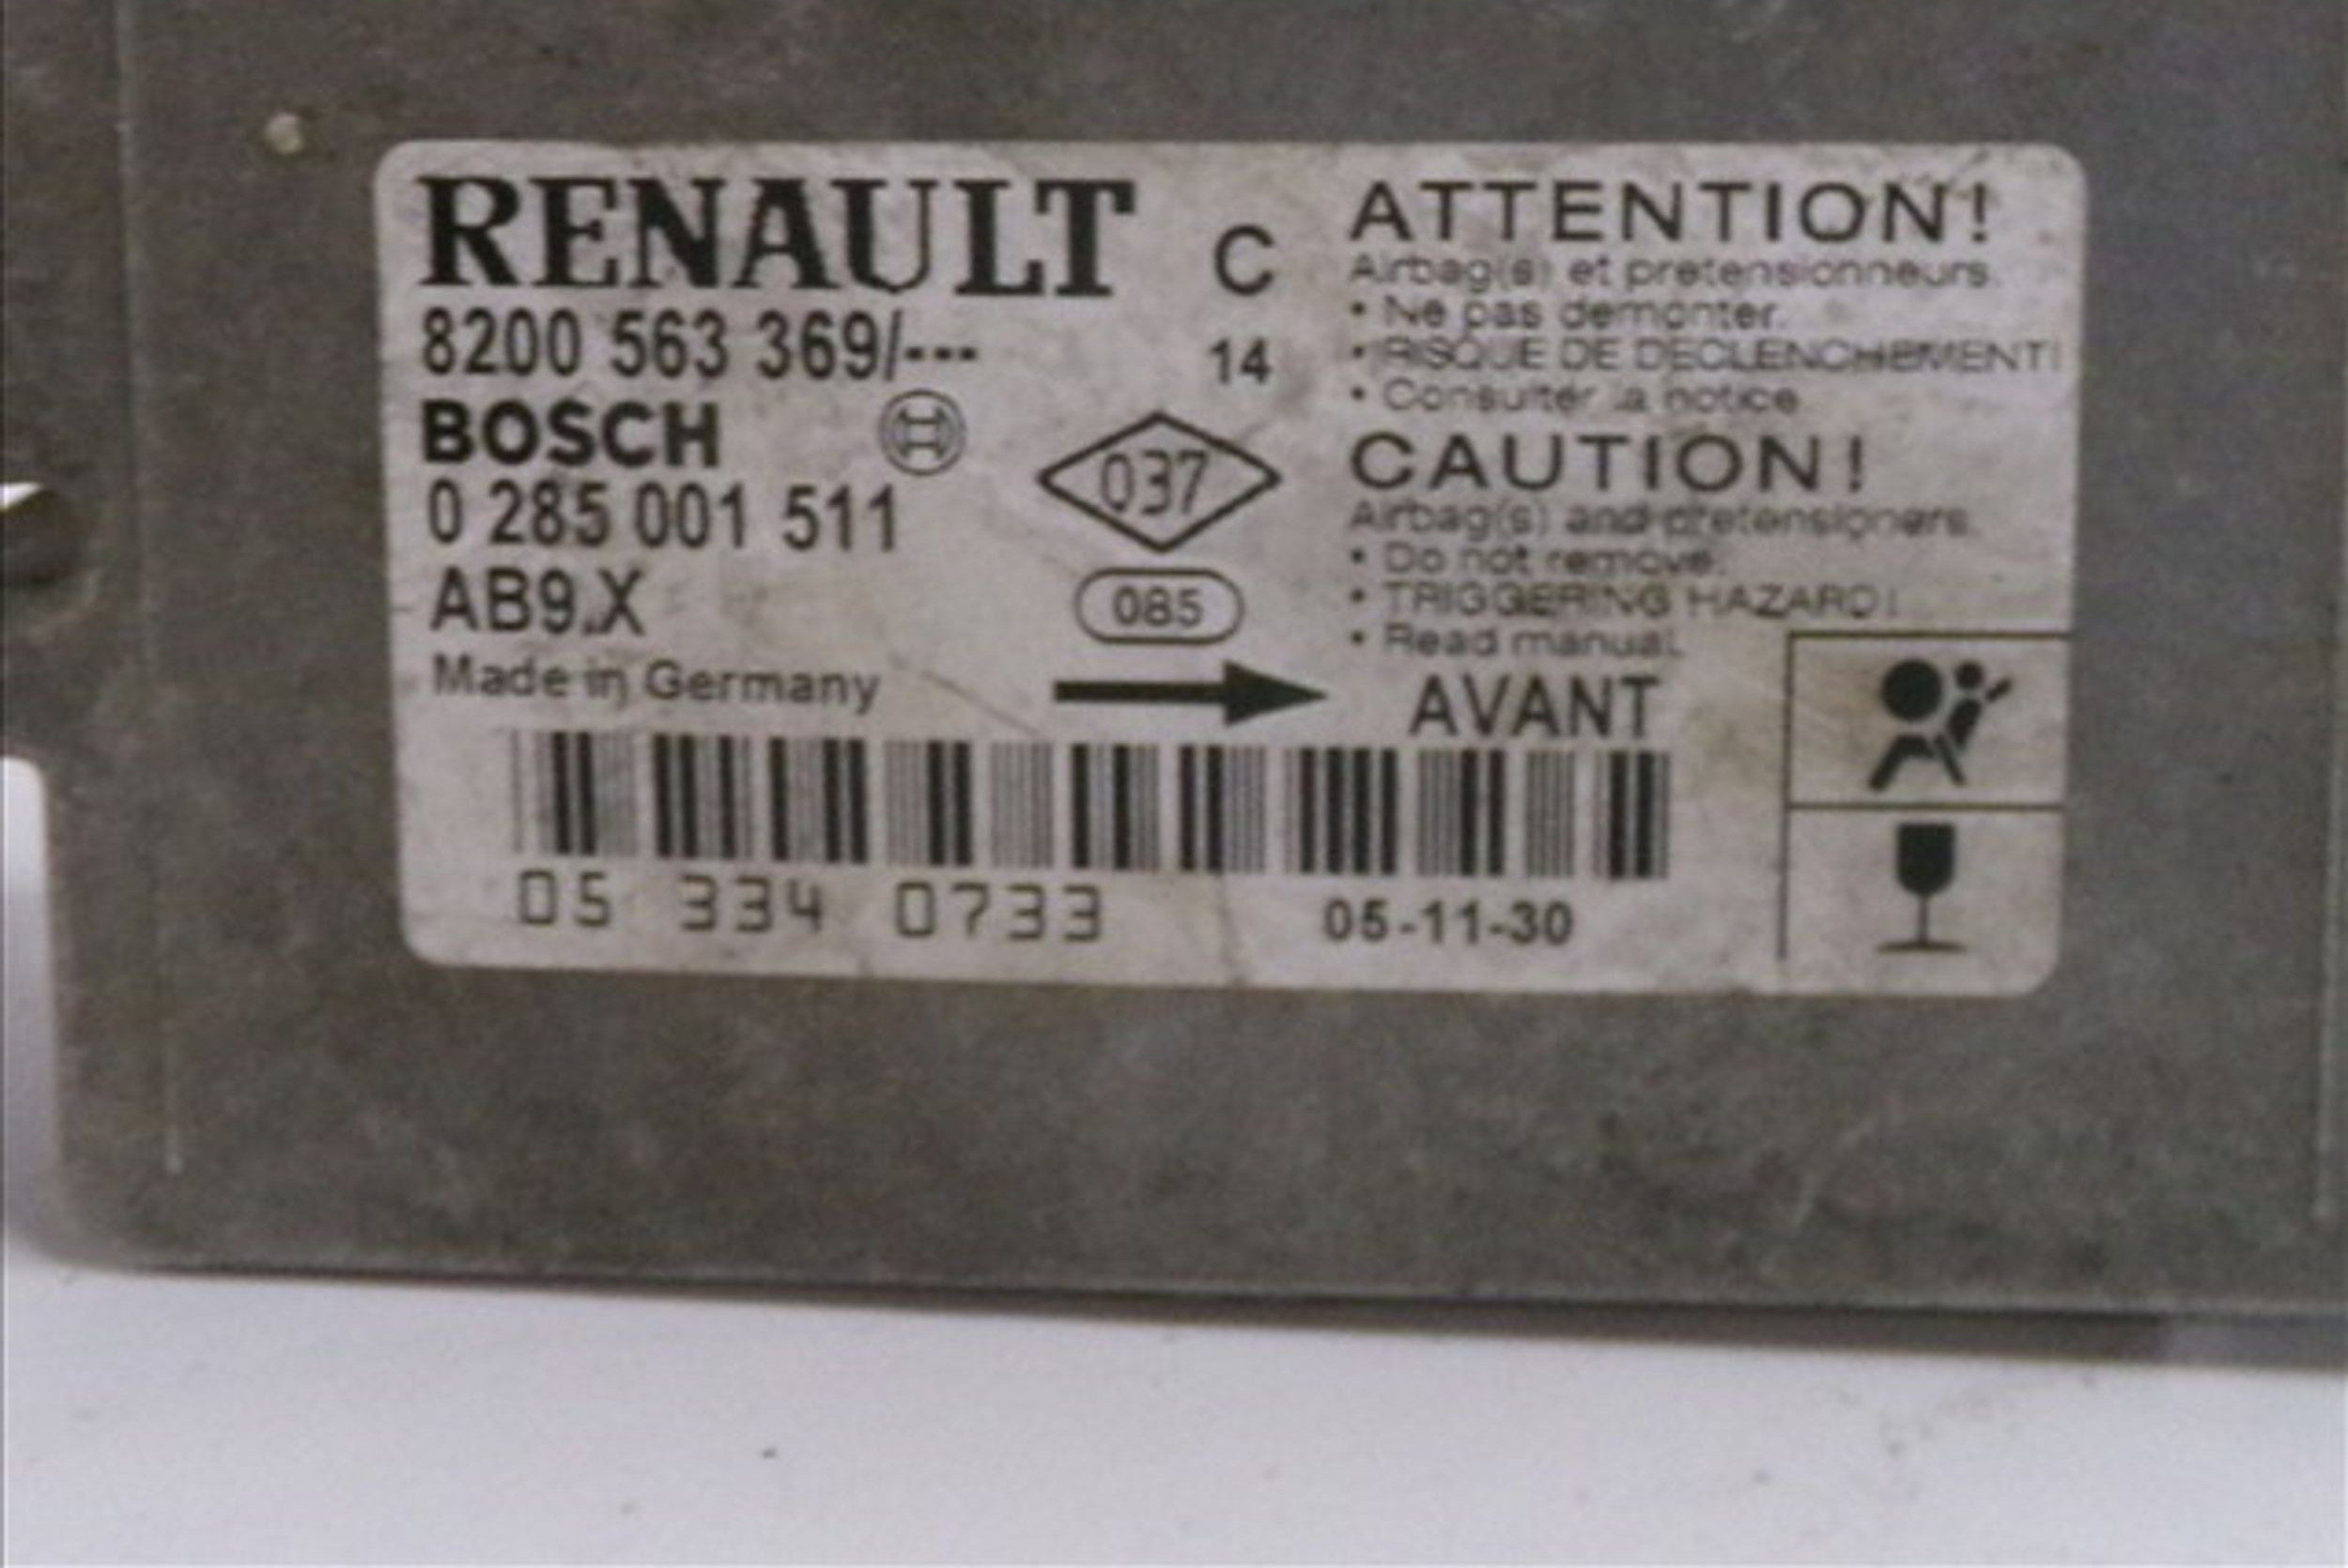 RENAULT C
8200 563 369/--- 14
BOSCH
0 285 001 511
AB9.X
Made in Germany
037
085
ATTENTION!
Airbag(s) et pretensionneurs.
• Ne pas demonter.
• RISQUE DE DECLENCHEMENT!
• Consulter la notice
CAUTION!
Airbag(s) and pretensioners.
• Do not remove.
• TRIGGERING HAZARD!
• Read manual.
AVANT
05 334 0733 05-11-30